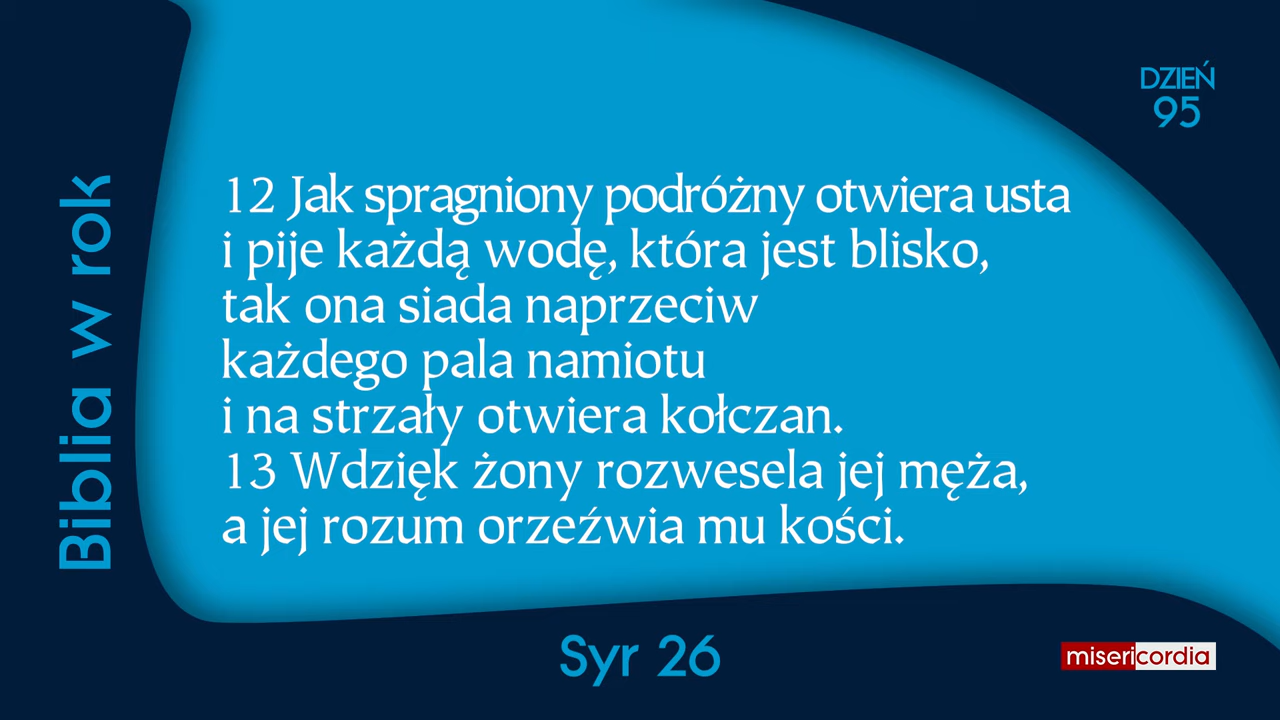 DZIEŃ
95
Biblia w rok
12 Jak spragniony podróżny otwiera usta
i pije każdą wodę, która jest blisko,
tak ona siada naprzeciw
każdego pala namiotu
i na strzały otwiera kołczan.
13 Wdzięk żony rozwesela jej męża,
a jej rozum orzeźwia mu kości.
Syr 26
misericordia